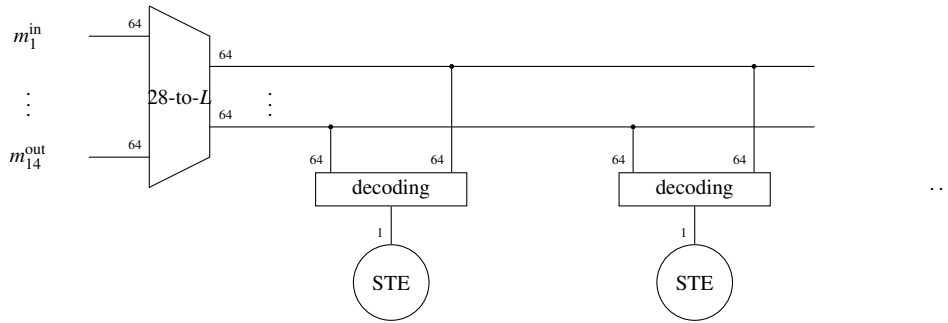 m_1^in
64
64
28-to-L
⋮
⋮
64
m_14^out
64
64
64
64
64
decoding
decoding
..
1
1
STE
STE